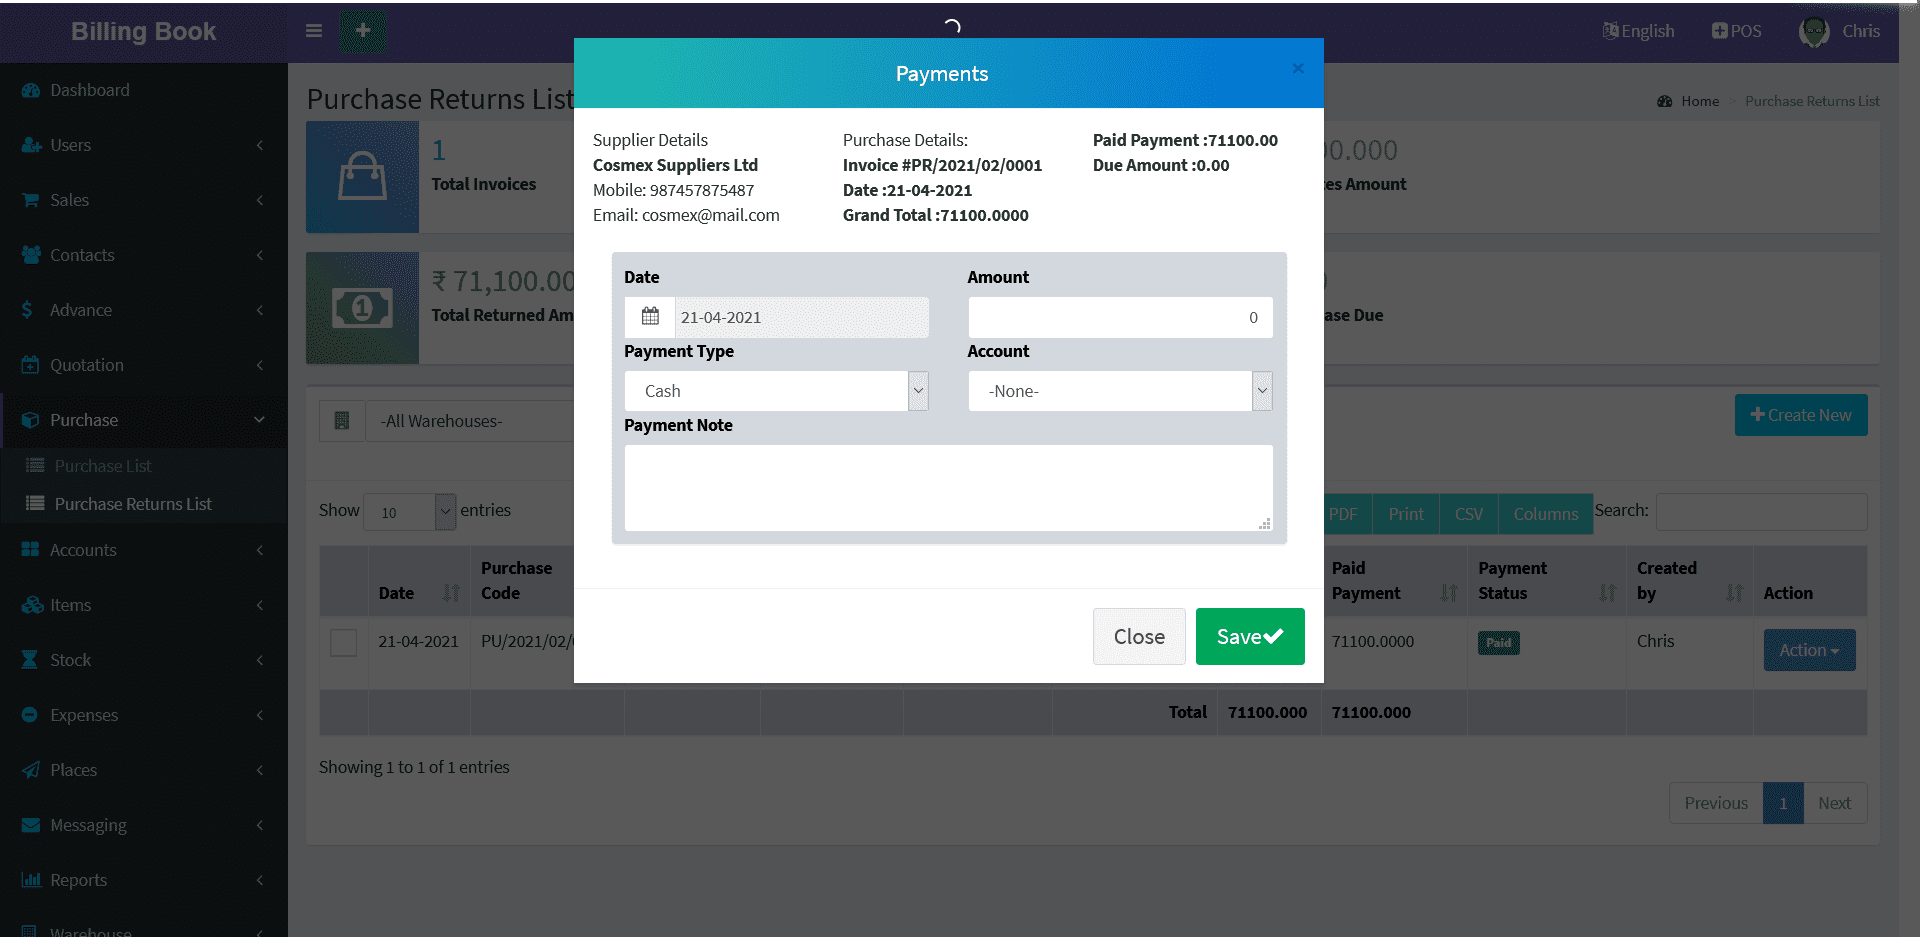 Billing Book
English
POS
Chris
Dashboard
Users
Sales
Contacts
Advance
Quotation
Purchase
Purchase List
Purchase Returns List
Accounts
Items
Stock
Expenses
Places
Messaging
Reports
Warehouse
Purchase Returns List
Home > Purchase Returns List
1
Total Invoices
₹ 71,100.00
Total Returned Am
00.000
es Amount
ase Due
-All Warehouses-
Create New
Show 10 entries
PDF Print CSV Columns
Search:
Date
Purchase Code
Paid Payment
Payment Status
Created by
Action
21-04-2021
PU/2021/02/
71100.0000
Paid
Chris
Action
Total 71100.000 71100.000
Showing 1 to 1 of 1 entries
Previous 1 Next
Payments
×
Supplier Details
Cosmex Suppliers Ltd
Mobile: 987457875487
Email: cosmex@mail.com
Purchase Details:
Invoice #PR/2021/02/0001
Date :21-04-2021
Grand Total :71100.0000
Paid Payment :71100.00
Due Amount :0.00
Date
21-04-2021
Amount
0
Payment Type
Cash
Account
-None-
Payment Note
Close
Save